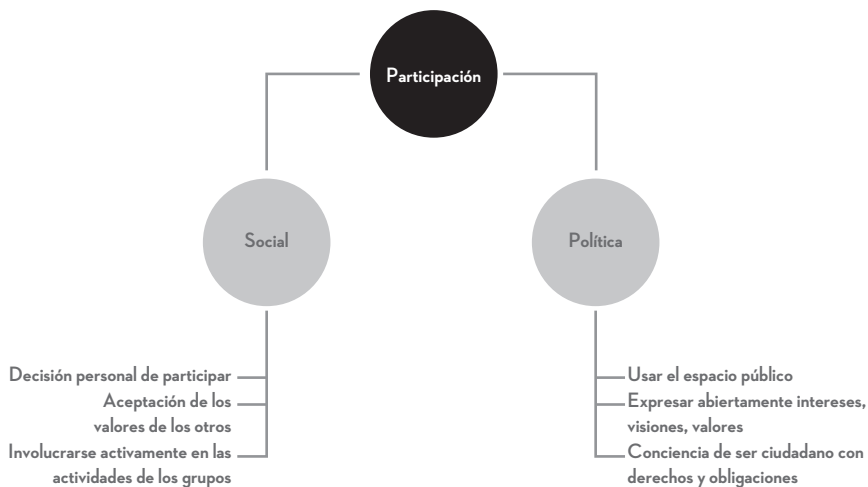 Participación
Social
Política
Decisión personal de participar
Aceptación de los
valores de los otros
Involucrarse activamente en las
actividades de los grupos
Usar el espacio público
Expresar abiertamente intereses,
visiones, valores
Conciencia de ser ciudadano con
derechos y obligaciones